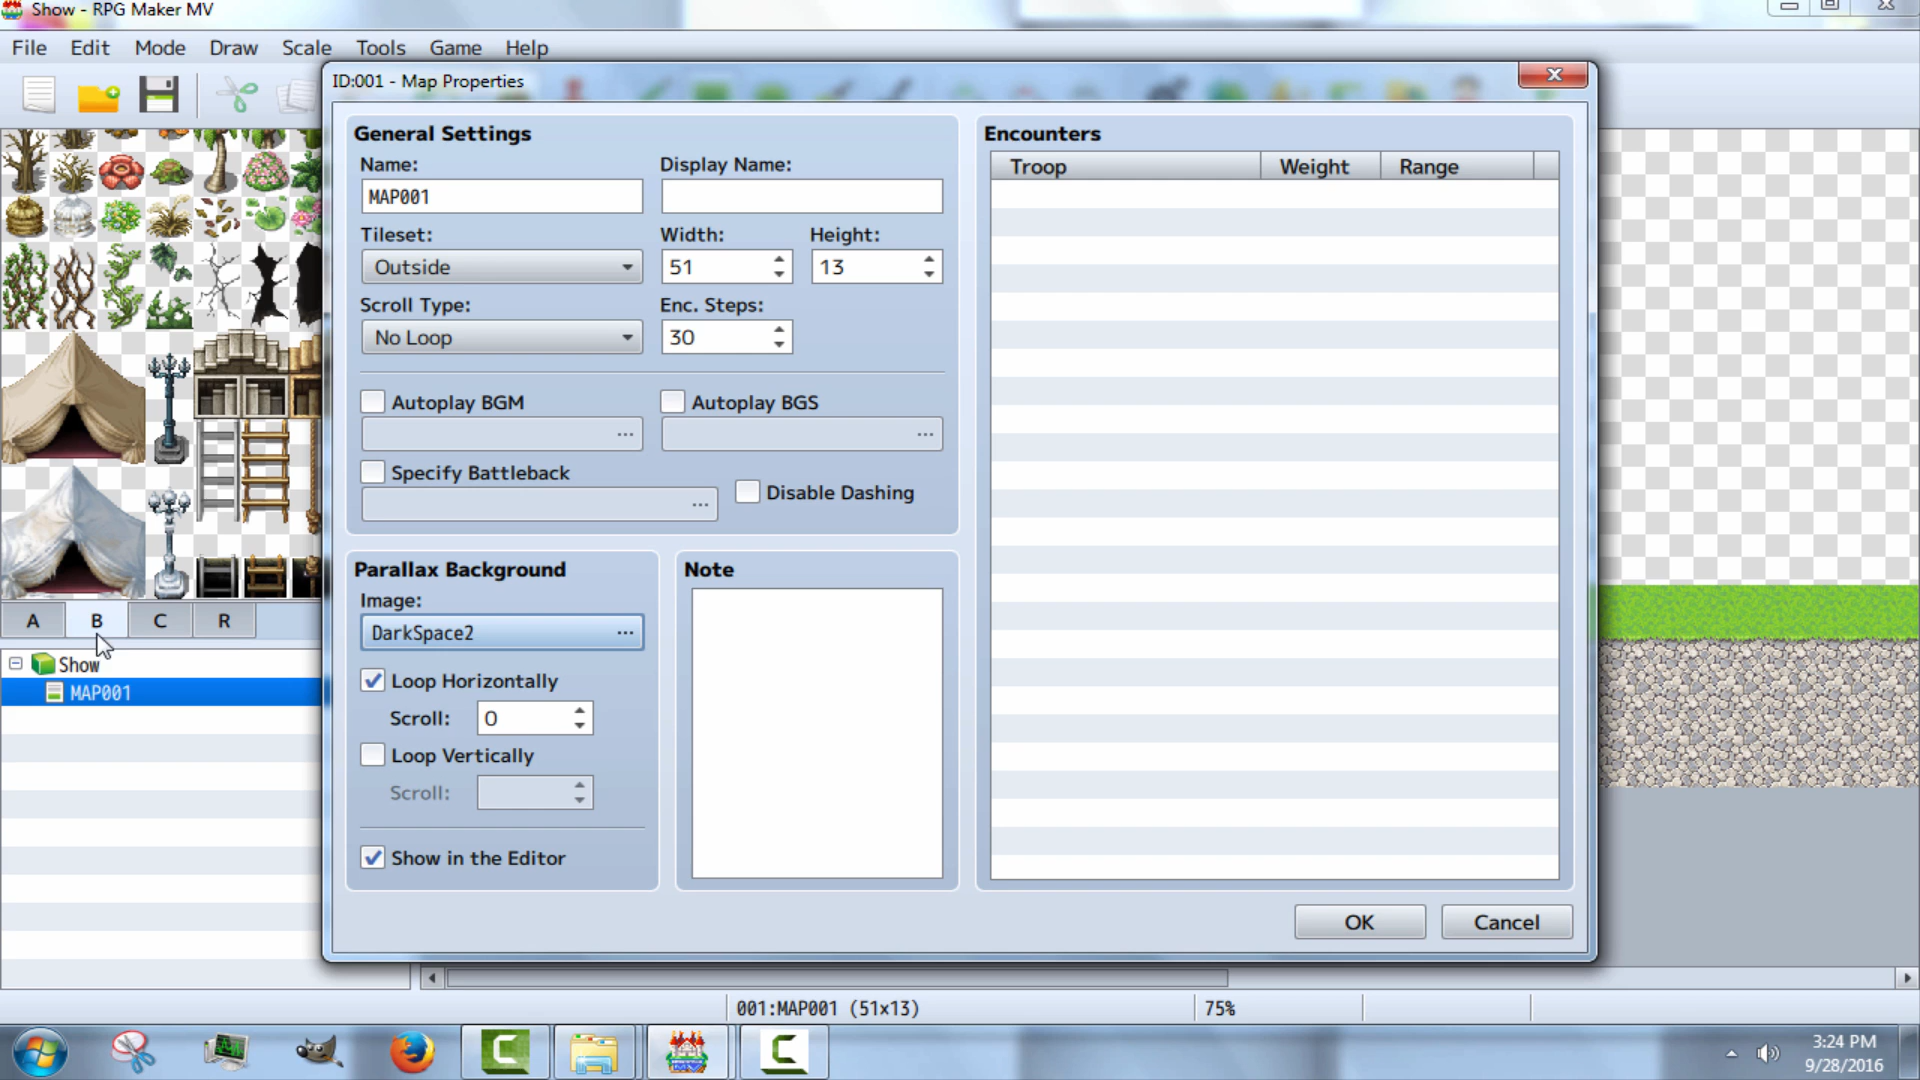 Show - RPG Maker MV
File Edit Mode Draw Scale Tools Game Help
ID:001 - Map Properties
General Settings
Name:
Display Name:
MAP001
Tileset:
Width:
Height:
Outside
51
13
Scroll Type:
Enc. Steps:
No Loop
30
Autoplay BGM
Autoplay BGS
...
...
Specify Battleback
...
Disable Dashing
Parallax Background
Image:
DarkSpace2 ...
Loop Horizontally
Scroll: 0
Loop Vertically
Scroll:
Show in the Editor
Note
Encounters
Troop Weight Range
OK
Cancel
A B C R
Show
MAP001
001:MAP001 (51x13)
75%
3:24 PM
9/28/2016